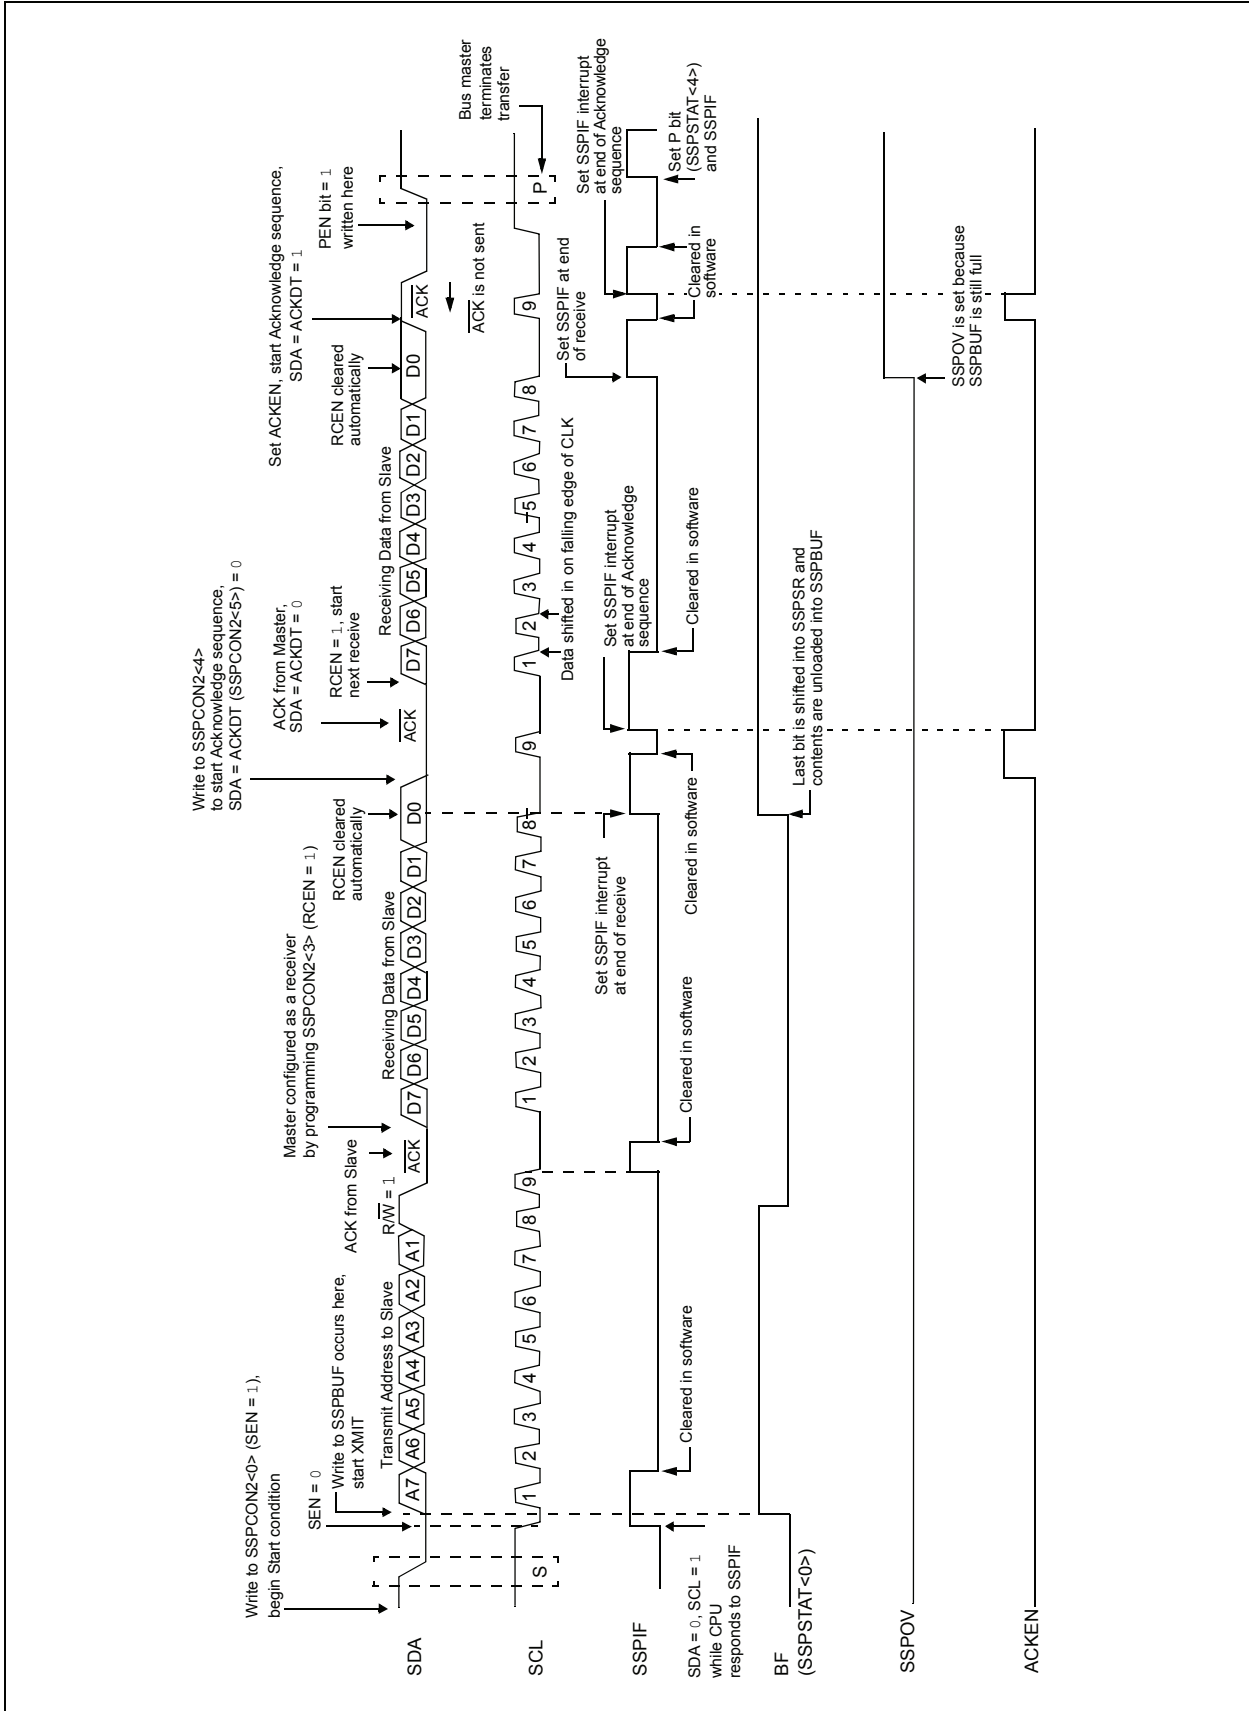 Write to SSPCON2<0> (SEN = 1),
begin Start condition
SEN = 0
Write to SSPBUF occurs here,
start XMIT
Transmit Address to Slave
R/W = 1
ACK from Slave
Master configured as a receiver
by programming SSPCON2<3> (RCEN = 1)
Receiving Data from Slave
RCEN cleared
automatically
Write to SSPCON2<4>
to start Acknowledge sequence,
SDA = ACKDT (SSPCON2<5>) = 0
ACK from Master,
SDA = ACKDT = 0
RCEN = 1, start
next receive
Receiving Data from Slave
RCEN cleared
automatically
Set ACKEN, start Acknowledge sequence,
SDA = ACKDT = 1
PEN bit = 1
written here
SDA
A7 A6 A5 A4 A3 A2 A1 ACK D7 D6 D5 D4 D3 D2 D1 D0 ACK D7 D6 D5 D4 D3 D2 D1 D0 ACK
ACK is not sent
Bus master
terminates
transfer
SCL
S 1 2 3 4 5 6 7 8 9 1 2 3 4 5 6 7 8 9 1 2 3 4 5 6 7 8 9 P
Data shifted in on falling edge of CLK
Set SSPIF interrupt
at end of receive
Set SSPIF interrupt
at end of Acknowledge
sequence
Set SSPIF at end
of receive
Set SSPIF interrupt
at end of Acknowledge
sequence
SSPIF
SDA = 0, SCL = 1
while CPU
responds to SSPIF
Cleared in software
Cleared in software
Cleared in software
Cleared in software
Cleared in
software
Set P bit
(SSPSTAT<4>)
and SSPIF
BF
(SSPSTAT<0>)
Last bit is shifted into SSPSR and
contents are unloaded into SSPBUF
SSPOV
SSPOV is set because
SSPBUF is still full
ACKEN